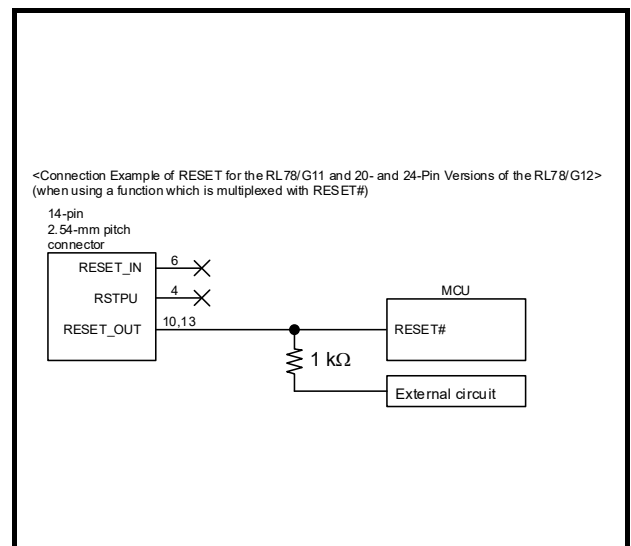 <Connection Example of RESET for the RL78/G11 and 20- and 24-Pin Versions of the RL78/G12>
(when using a function which is multiplexed with RESET#)
14-pin
2.54-mm pitch
connector
RESET_IN
6
RSTPU
4
RESET_OUT
10,13
MCU
RESET#
1 kΩ
External circuit